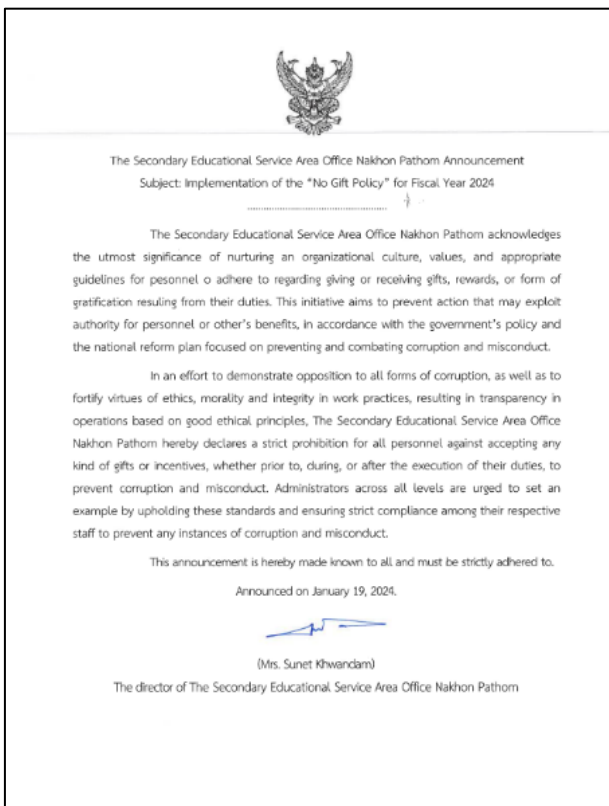 The Secondary Educational Service Area Office Nakhon Pathom Announcement
Subject: Implementation of the "No Gift Policy" for Fiscal Year 2024
The Secondary Educational Service Area Office Nakhon Pathom acknowledges
the utmost significance of nurturing an organizational culture, values, and appropriate
guidelines for pesonnel o adhere to regarding giving or receiving gifts, rewards, or form of
gratification resuling from their duties. This initiative aims to prevent action that may exploit
authority for personnel or other's benefits, in accordance with the government's policy and
the national reform plan focused on preventing and combating corruption and misconduct.
In an effort to demonstrate opposition to all forms of corruption, as well as to
fortify virtues of ethics, morality and integrity in work practices, resulting in transparency in
operations based on good ethical principles, The Secondary Educational Service Area Office
Nakhon Pathom hereby declares a strict prohibition for all personnel against accepting any
kind of gifts or incentives, whether prior to, during, or after the execution of their duties, to
prevent corruption and misconduct. Administrators across all levels are urged to set an
example by upholding these standards and ensuring strict compliance among their respective
staff to prevent any instances of corruption and misconduct.
This announcement is hereby made known to all and must be strictly adhered to.
Announced on January 19, 2024.
(Mrs. Sunet Khwandam)
The director of The Secondary Educational Service Area Office Nakhon Pathom